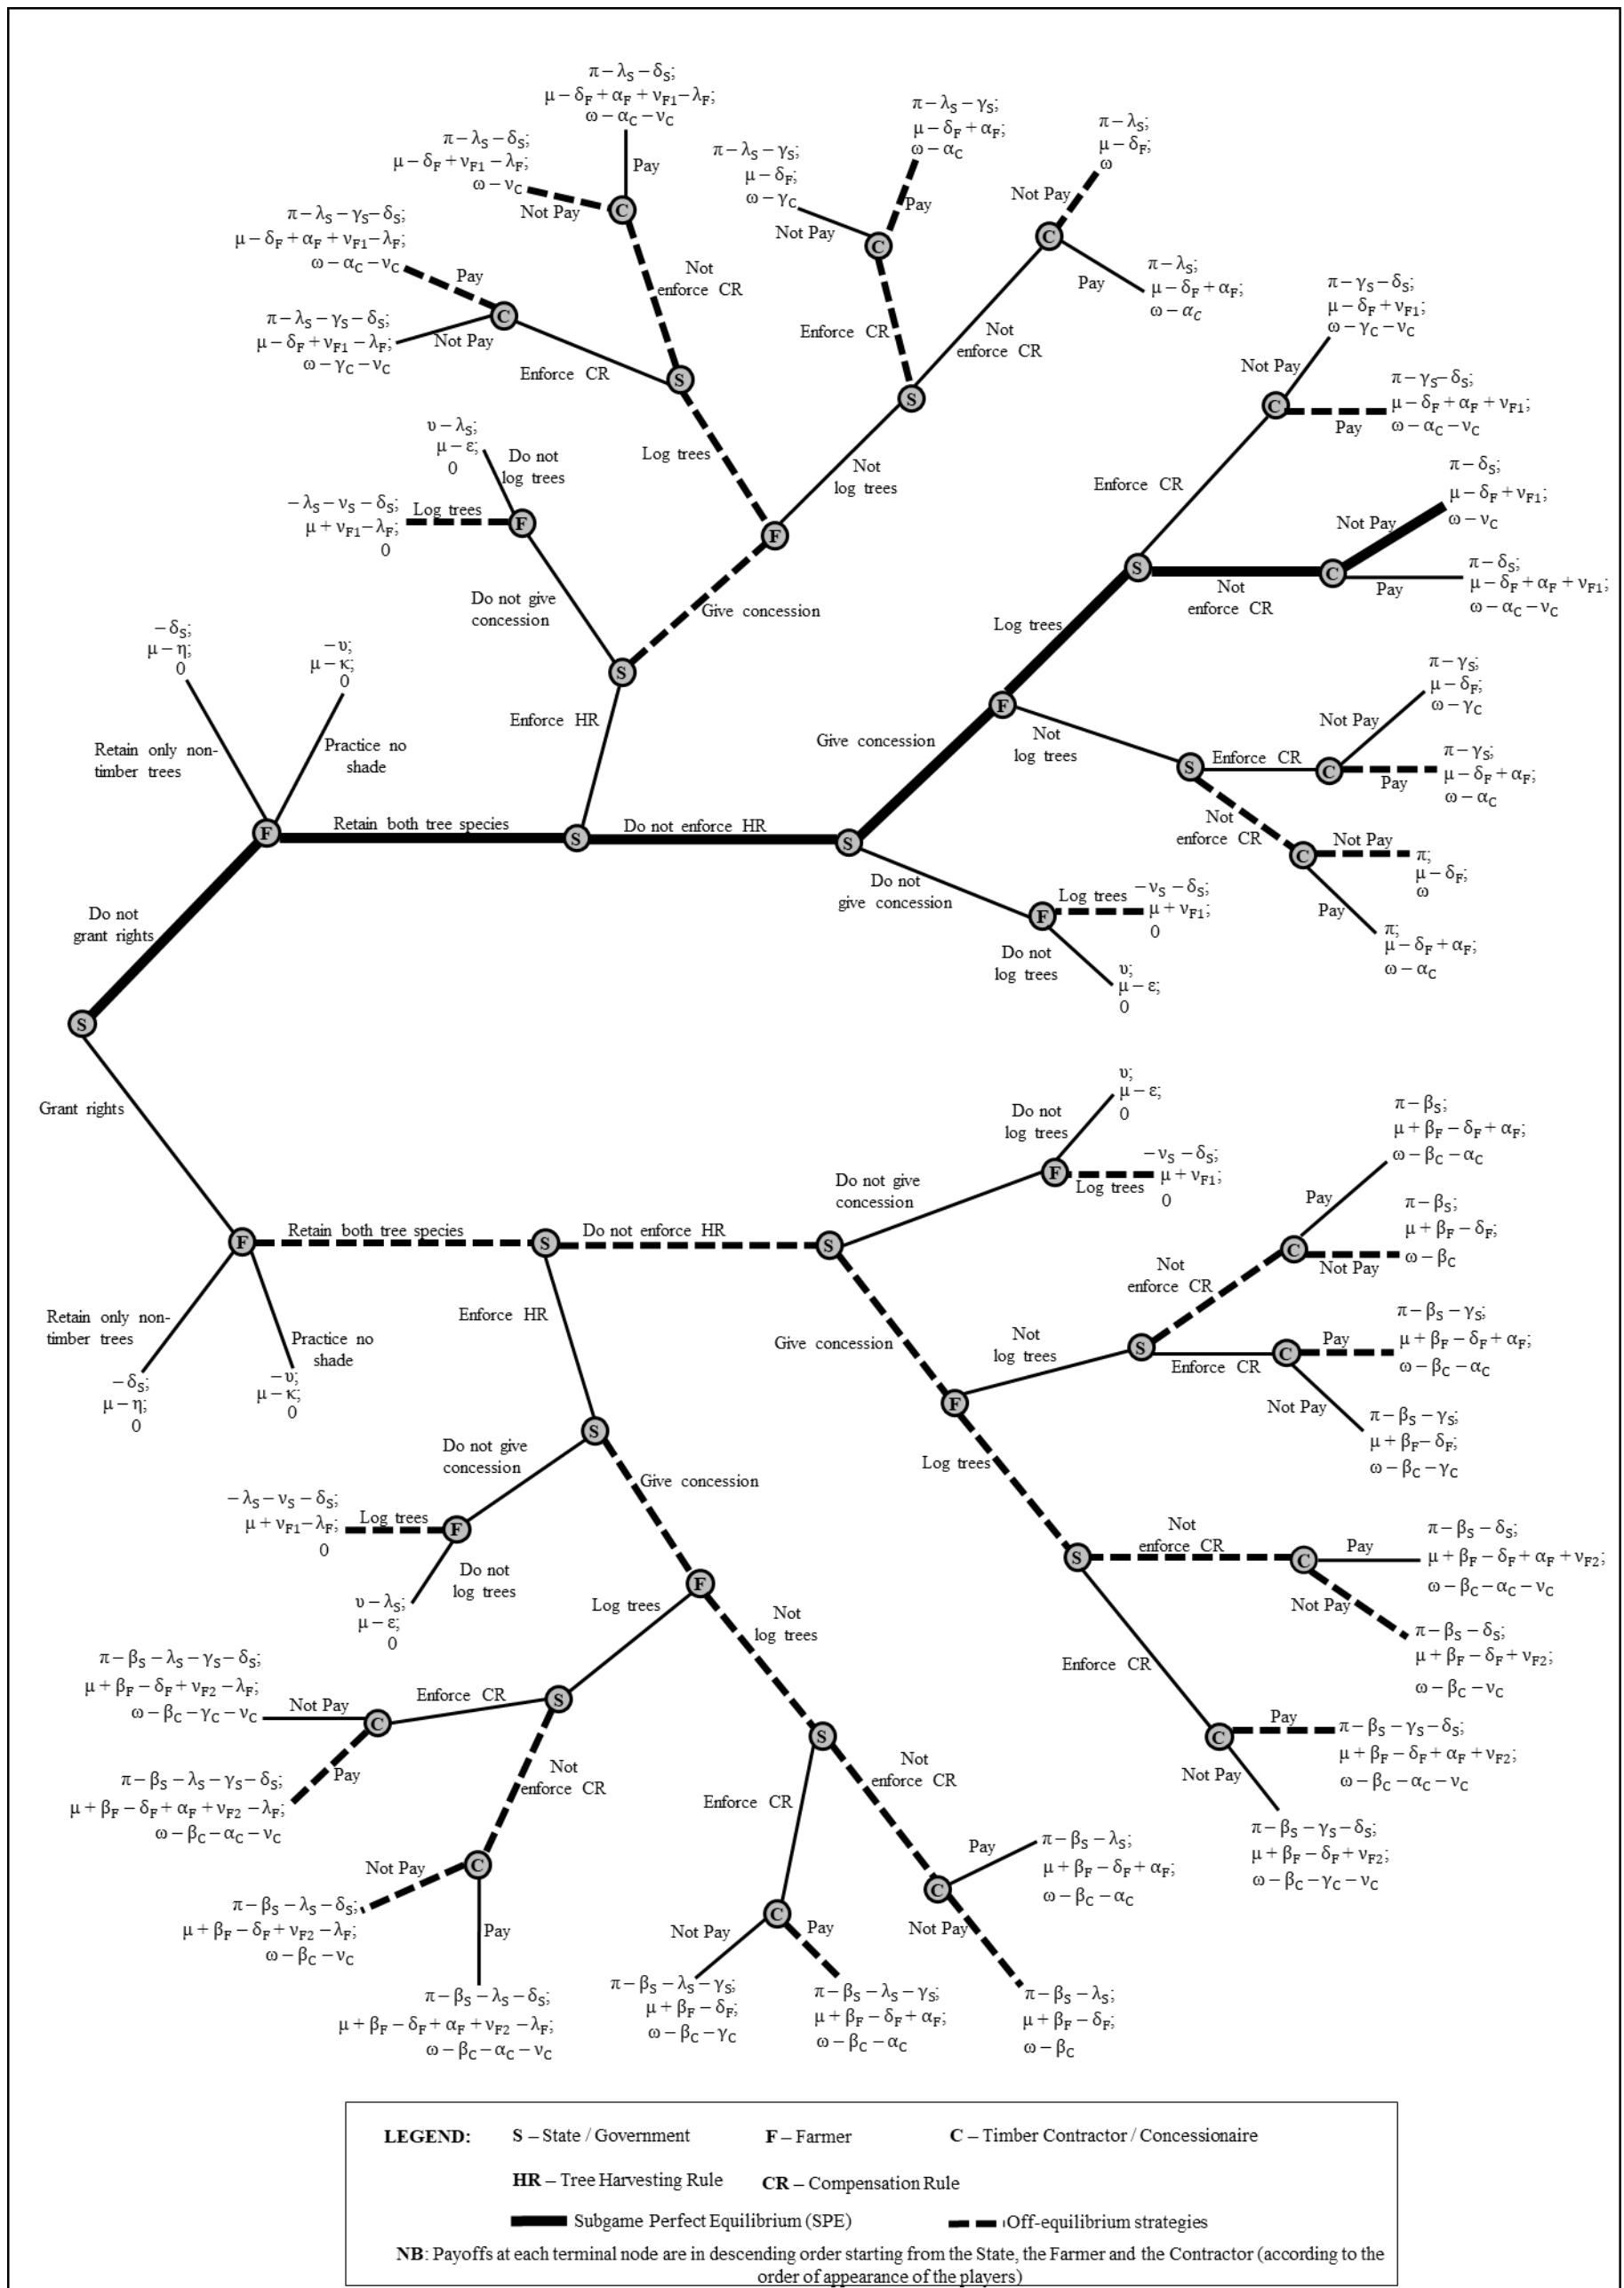 π – λS – δS;
μ – δF + αF + νF1 – λF;
ω – αC – νC
Pay
π – λS – δS;
μ – δF + νF1 – λF;
ω – νC
Not Pay
C
π – λS – γS – δS;
μ – δF + αF + νF1 – λF;
ω – αC – νC
Pay
π – λS – γS – δS;
μ – δF + νF1 – λF;
ω – γC – νC
Not Pay
C
Not
enforce CR
Enforce CR
S
Log trees
π – λS – γS;
μ – δF;
ω – γC
Not Pay
π – λS – γS;
μ – δF + αF;
ω – αC
Pay
C
π – λS;
μ – δF;
ω
Not Pay
C
Pay
π – λS;
μ – δF + αF;
ω – αC
Enforce CR
Not
enforce CR
S
Not
log trees
F
υ – λS;
μ – ε;
0
Do not
log trees
– λS – νS – δS;
μ + νF1 – λF;
0
Log trees
F
Do not give
concession
Give concession
S
Enforce HR
π – γS – δS;
μ – δF + νF1;
ω – γC – νC
Not Pay
C
Pay
π – γS – δS;
μ – δF + αF + νF1;
ω – αC – νC
Enforce CR
π – δS;
μ – δF + νF1;
ω – νC
Not Pay
S
Not
enforce CR
C
Pay
π – δS;
μ – δF + αF + νF1;
ω – αC – νC
Log trees
π – γS;
μ – δF;
ω – γC
Not Pay
F
Not
log trees
S
Enforce CR
C
Pay
π – γS;
μ – δF + αF;
ω – αC
Not
enforce CR
C
Not Pay
π;
μ – δF;
ω
Pay
π;
μ – δF + αF;
ω – αC
Give concession
– δS;
μ – η;
0
– υ;
μ – κ;
0
Retain only non-
timber trees
Practice no
shade
F
Retain both tree species
S
Do not enforce HR
S
Do not
give concession
F
Log trees
– νS – δS;
μ + νF1;
0
Do not
log trees
υ;
μ – ε;
0
Do not
grant rights
S
Grant rights
υ;
μ – ε;
0
Do not
log trees
F
Log trees
– νS – δS;
μ + νF1;
0
Do not give
concession
F
Retain both tree species
S
Do not enforce HR
S
Retain only non-
timber trees
Practice no
shade
– δS;
μ – η;
0
– υ;
μ – κ;
0
Enforce HR
Give concession
π – βS;
μ + βF – δF + αF;
ω – βC – αC
Pay
C
Not Pay
π – βS;
μ + βF – δF;
ω – βC
Not
enforce CR
Not
log trees
S
Enforce CR
C
Pay
π – βS – γS;
μ + βF – δF + αF;
ω – βC – αC
Not Pay
π – βS – γS;
μ + βF – δF;
ω – βC – γC
F
Log trees
S
Not
enforce CR
C
Pay
π – βS – δS;
μ + βF – δF + αF + νF2;
ω – βC – αC – νC
Not Pay
π – βS – δS;
μ + βF – δF + νF2;
ω – βC – νC
Enforce CR
C
Pay
π – βS – γS – δS;
μ + βF – δF + αF + νF2;
ω – βC – αC – νC
Not Pay
π – βS – γS – δS;
μ + βF – δF + νF2;
ω – βC – γC – νC
S
Do not give
concession
Give concession
– λS – νS – δS;
μ + νF1 – λF;
0
Log trees
F
Do not
log trees
υ – λS;
μ – ε;
0
F
Log trees
Not
log trees
π – βS – λS – γS – δS;
μ + βF – δF + νF2 – λF;
ω – βC – γC – νC
Not Pay
C
Enforce CR
S
Pay
π – βS – λS – γS – δS;
μ + βF – δF + αF + νF2 – λF;
ω – βC – αC – νC
Not
enforce CR
Not Pay
C
π – βS – λS – δS;
μ + βF – δF + νF2 – λF;
ω – βC – νC
Pay
π – βS – λS – δS;
μ + βF – δF + αF + νF2 – λF;
ω – βC – αC – νC
S
Enforce CR
Not
enforce CR
C
Not Pay
Pay
π – βS – λS – γS;
μ + βF – δF;
ω – βC – γC
π – βS – λS – γS;
μ + βF – δF + αF;
ω – βC – αC
C
Pay
π – βS – λS;
μ + βF – δF + αF;
ω – βC – αC
Not Pay
π – βS – λS;
μ + βF – δF;
ω – βC
LEGEND: S – State / Government F – Farmer C – Timber Contractor / Concessionaire
HR – Tree Harvesting Rule CR – Compensation Rule
Subgame Perfect Equilibrium (SPE) Off-equilibrium strategies
NB: Payoffs at each terminal node are in descending order starting from the State, the Farmer and the Contractor (according to the
order of appearance of the players)